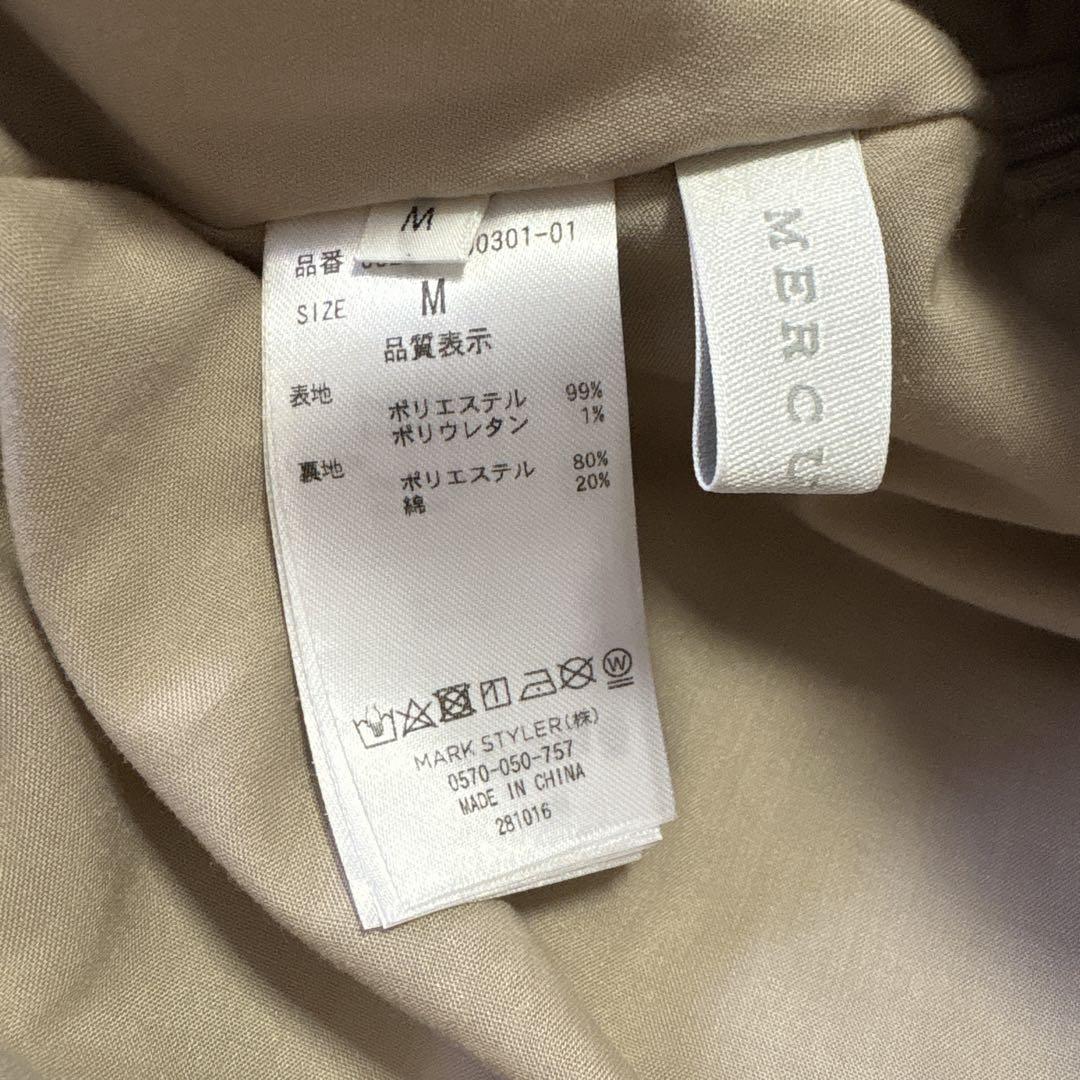 M
品番 00301-01
SIZE M
品質表示
表地 ポリエステル 99%
ポリウレタン 1%
裏地 ポリエステル 80%
綿 20%
W
MARK STYLER(株)
0570-050-757
MADE IN CHINA
281016
MERCU